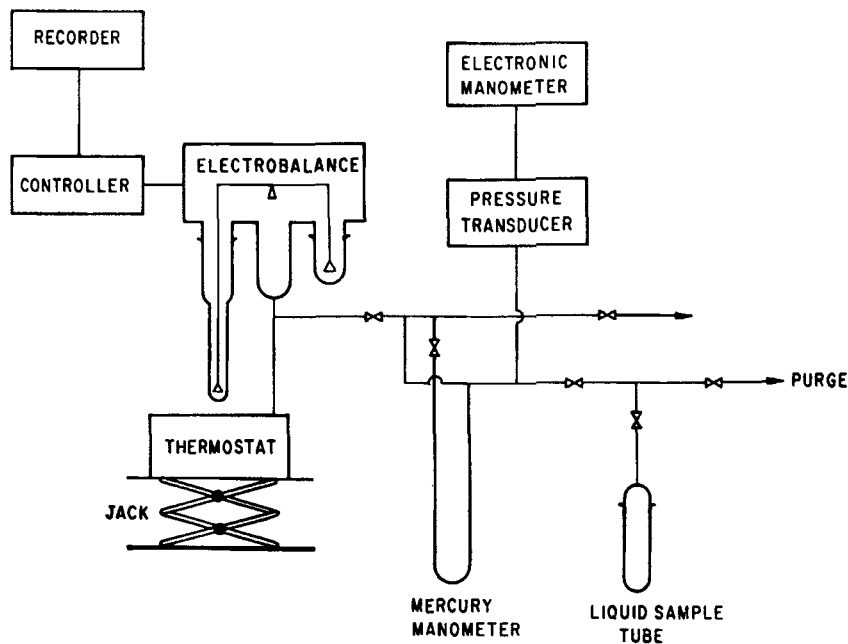 RECORDER
CONTROLLER
ELECTROBALANCE
ELECTRONIC
MANOMETER
PRESSURE
TRANSDUCER
PURGE
THERMOSTAT
JACK
MERCURY
MANOMETER
LIQUID SAMPLE
TUBE